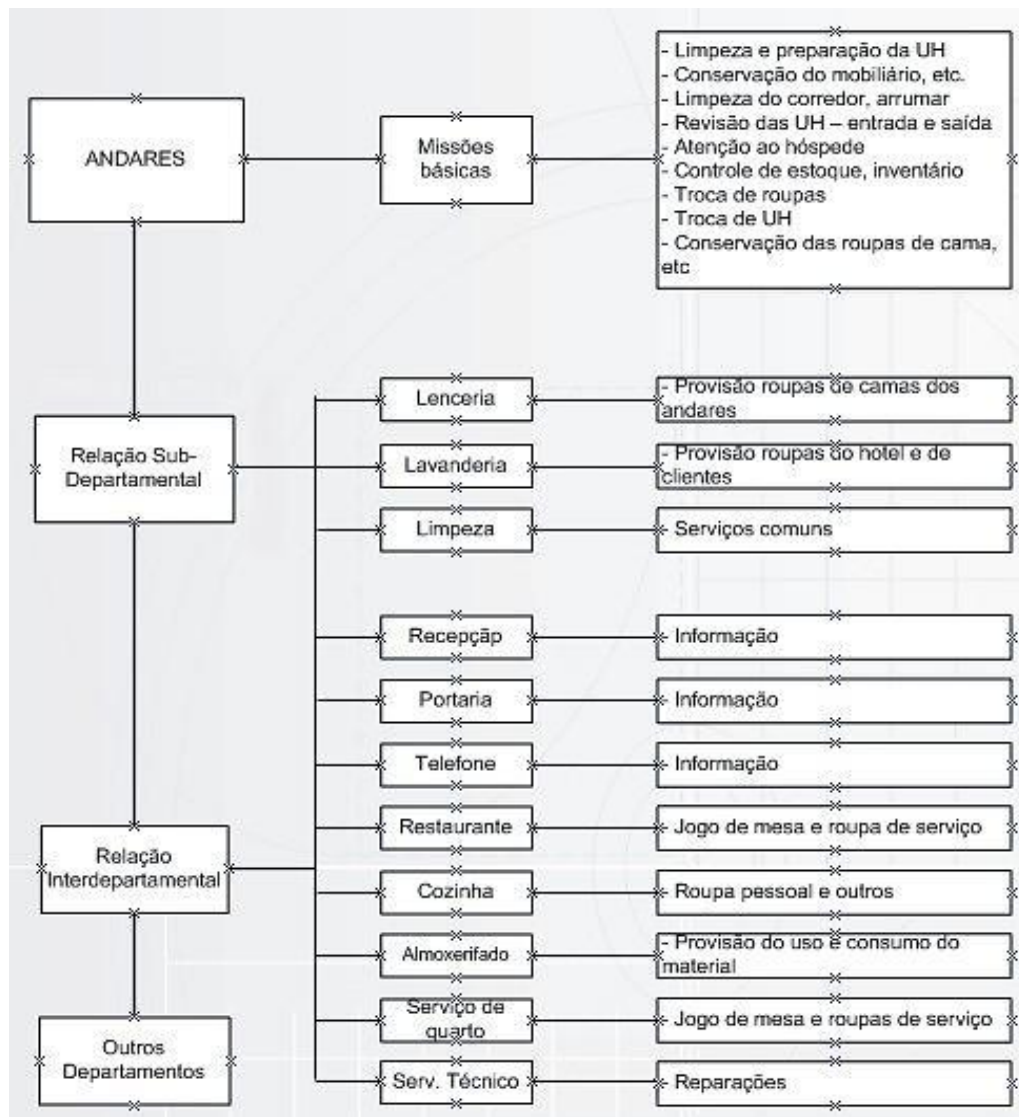 ANDARES
Missões
básicas
- Limpeza e preparação da UH
- Conservação do mobiliário, etc.
- Limpeza do corredor, arrumar
- Revisão das UH – entrada e saída
- Atenção ao hóspede
- Controle de estoque, inventário
- Troca de roupas
- Troca de UH
- Conservação das roupas de cama,
etc
Relação Sub-
Departamental
Lenceria
- Provisão roupas de camas dos
andares
Lavanderia
- Provisão roupas do hotel e de
clientes
Limpeza
- Serviços comuns
Recepçãp
- Informação
Portaria
- Informação
Telefone
- Informação
Relação
Interdepartamental
Restaurante
- Jogo de mesa e roupa de serviço
Cozinha
- Roupa pessoal e outros
Almoxerifado
- Provisão do uso e consumo do
material
Outros
Departamentos
Serviço de
quarto
- Jogo de mesa e roupas de serviço
Serv. Técnico
- Reparações